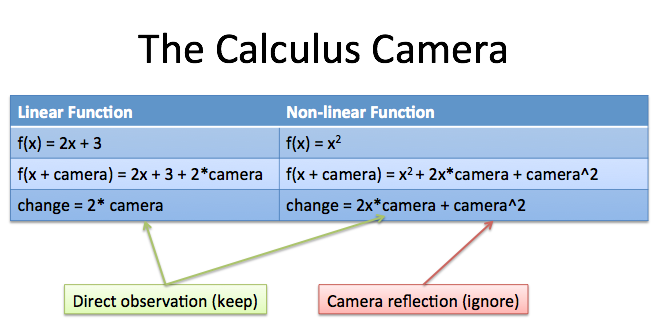 The Calculus Camera
Linear Function Non-linear Function
f(x) = 2x + 3 f(x) = x²
f(x + camera) = 2x + 3 + 2*camera f(x + camera) = x² + 2x*camera + camera^2
change = 2* camera change = 2x*camera + camera^2
Direct observation (keep) Camera reflection (ignore)